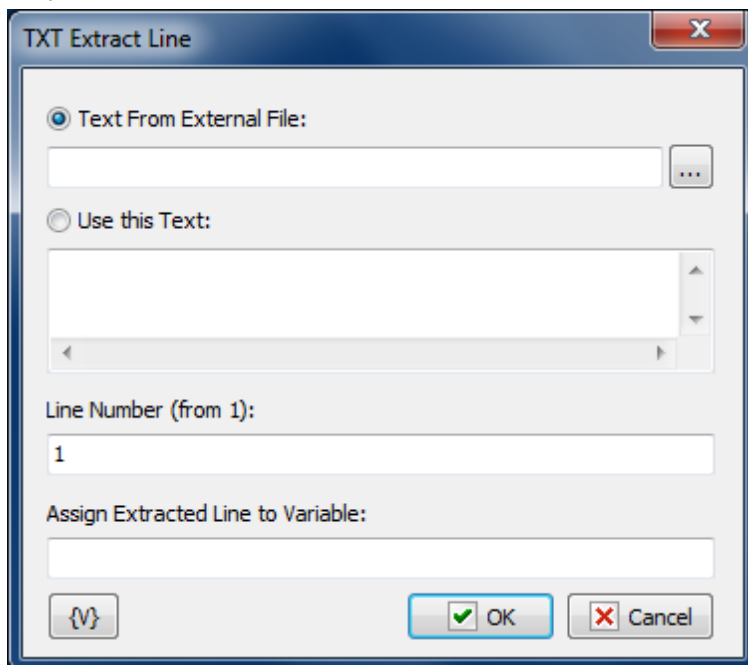 TXT Extract Line
Text From External File:
...
Use this Text:
Line Number (from 1):
1
Assign Extracted Line to Variable:
{V} OK Cancel